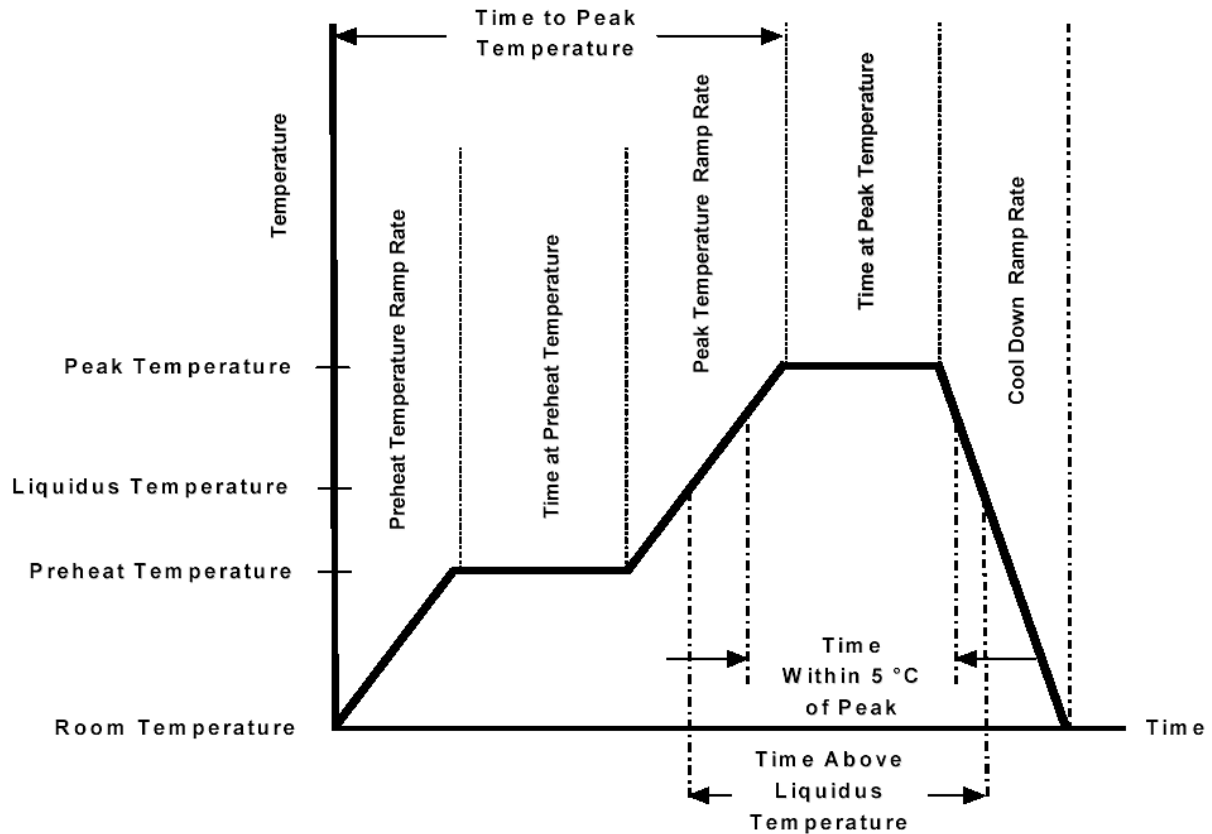 Time to Peak
Temperature
Temperature
Preheat Temperature Ramp Rate
Time at Preheat Temperature
Peak Temperature Ramp Rate
Time at Peak Temperature
Cool Down Ramp Rate
Peak Temperature
Liquidus Temperature
Preheat Temperature
Room Temperature
Time
Within 5 °C
of Peak
Time
Time Above
Liquidus
Temperature